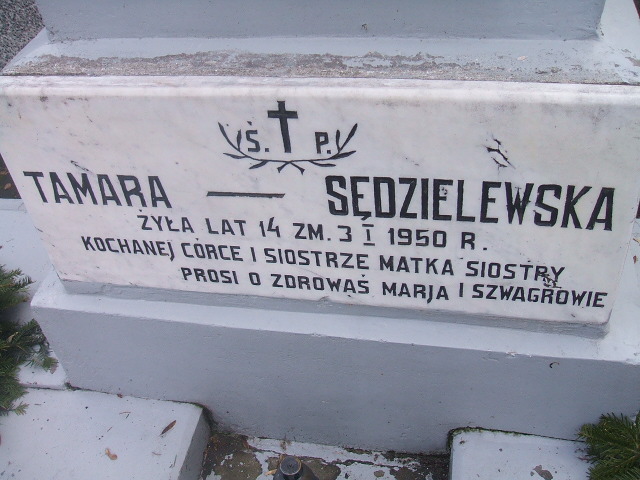 Ś. P.
TAMARA — SĘDZIELEWSKA
ŻYŁA LAT 14 ZM. 3 I 1950 R.
KOCHANEJ CÓRCE I SIOSTRZE MATKA SIOSTRY
PROSI O ZDROWAŚ MARJA I SZWAGROWIE